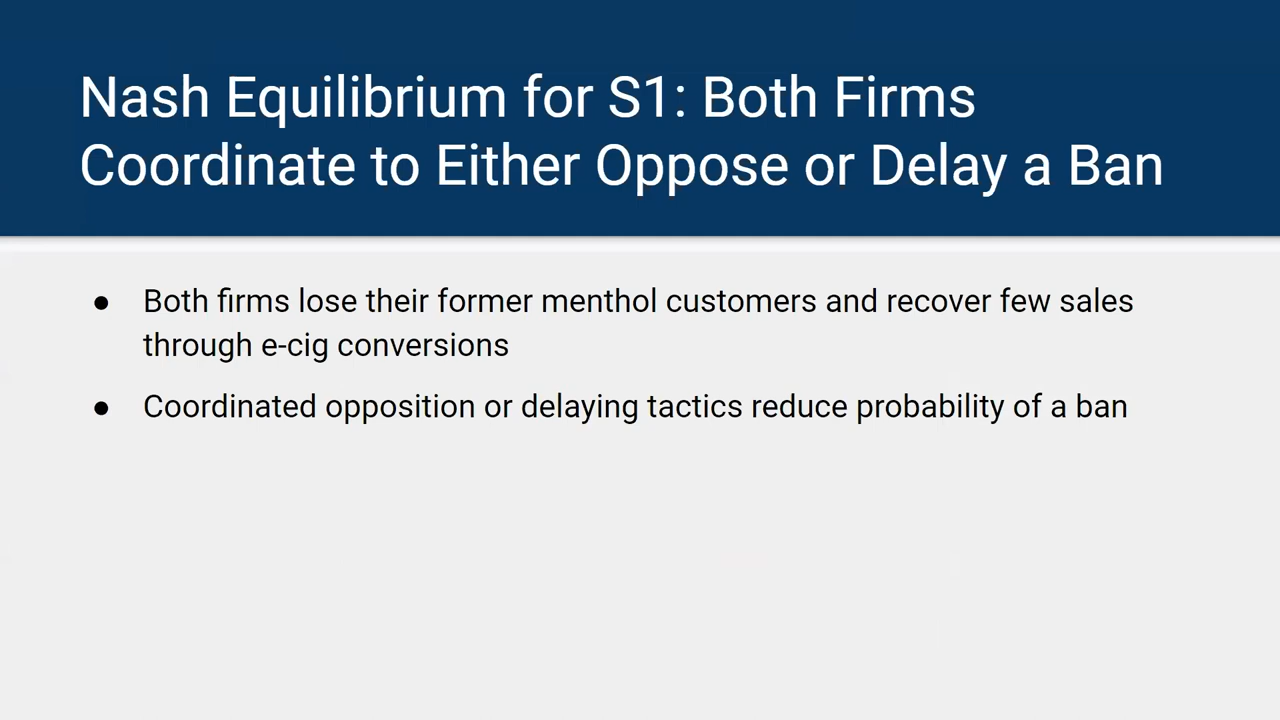 Nash Equilibrium for S1: Both Firms
Coordinate to Either Oppose or Delay a Ban
● Both firms lose their former menthol customers and recover few sales
through e-cig conversions
● Coordinated opposition or delaying tactics reduce probability of a ban